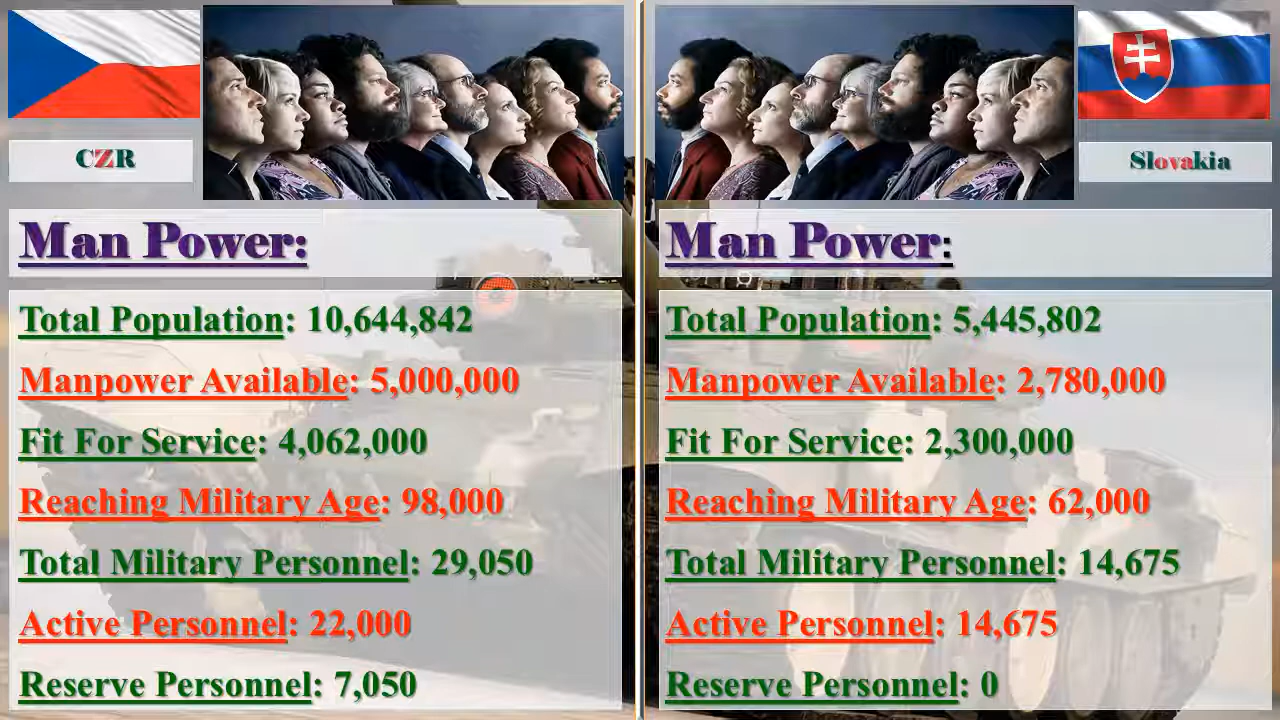 CZR
Man Power:
Total Population: 10,644,842
Manpower Available: 5,000,000
Fit For Service: 4,062,000
Reaching Military Age: 98,000
Total Military Personnel: 29,050
Active Personnel: 22,000
Reserve Personnel: 7,050
Slovakia
Man Power:
Total Population: 5,445,802
Manpower Available: 2,780,000
Fit For Service: 2,300,000
Reaching Military Age: 62,000
Total Military Personnel: 14,675
Active Personnel: 14,675
Reserve Personnel: 0